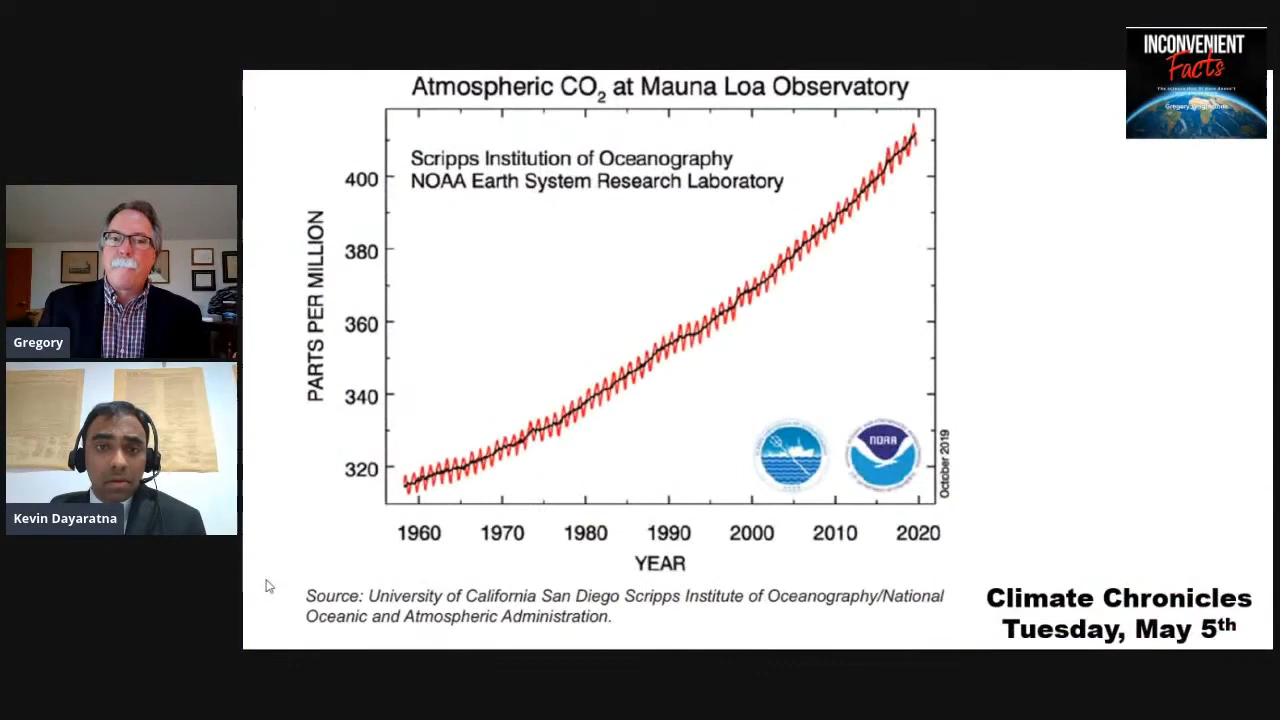 INCONVENIENT
Facts
Atmospheric CO₂ at Mauna Loa Observatory
Scripps Institution of Oceanography
NOAA Earth System Research Laboratory
PARTS PER MILLION
400
380
360
340
320
NOAA
October 2019
1960 1970 1980 1990 2000 2010 2020
YEAR
Source: University of California San Diego Scripps Institute of Oceanography/National
Oceanic and Atmospheric Administration.
Gregory
Kevin Dayaratna
Climate Chronicles
Tuesday, May 5th